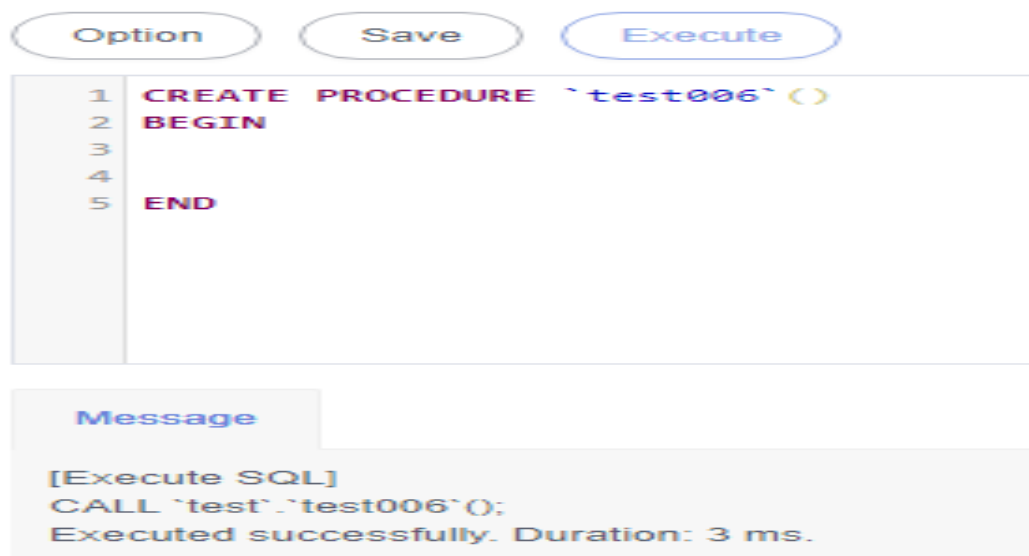 Option Save Execute
1 CREATE PROCEDURE `test006`()
2 BEGIN
3
4
5 END
Message
[Execute SQL]
CALL `test`.`test006`();
Executed successfully. Duration: 3 ms.